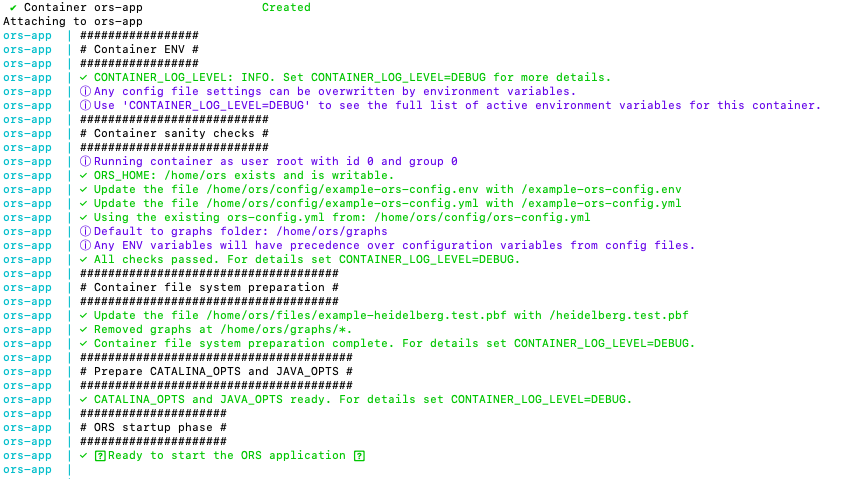 ✔ Container ors-app Created
Attaching to ors-app
ors-app | #################
ors-app | # Container ENV #
ors-app | #################
ors-app | ✓ CONTAINER_LOG_LEVEL: INFO. Set CONTAINER_LOG_LEVEL=DEBUG for more details.
ors-app | ⓘ Any config file settings can be overwritten by environment variables.
ors-app | ⓘ Use 'CONTAINER_LOG_LEVEL=DEBUG' to see the full list of active environment variables for this container.
ors-app | ###########################
ors-app | # Container sanity checks #
ors-app | ###########################
ors-app | ⓘ Running container as user root with id 0 and group 0
ors-app | ✓ ORS_HOME: /home/ors exists and is writable.
ors-app | ✓ Update the file /home/ors/config/example-ors-config.env with /example-ors-config.env
ors-app | ✓ Update the file /home/ors/config/example-ors-config.yml with /example-ors-config.yml
ors-app | ✓ Using the existing ors-config.yml from: /home/ors/config/ors-config.yml
ors-app | ⓘ Default to graphs folder: /home/ors/graphs
ors-app | ⓘ Any ENV variables will have precedence over configuration variables from config files.
ors-app | ✓ All checks passed. For details set CONTAINER_LOG_LEVEL=DEBUG.
ors-app | #####################################
ors-app | # Container file system preparation #
ors-app | #####################################
ors-app | ✓ Update the file /home/ors/files/example-heidelberg.test.pbf with /heidelberg.test.pbf
ors-app | ✓ Removed graphs at /home/ors/graphs/*.
ors-app | ✓ Container file system preparation complete. For details set CONTAINER_LOG_LEVEL=DEBUG.
ors-app | #######################################
ors-app | # Prepare CATALINA_OPTS and JAVA_OPTS #
ors-app | #######################################
ors-app | ✓ CATALINA_OPTS and JAVA_OPTS ready. For details set CONTAINER_LOG_LEVEL=DEBUG.
ors-app | #####################
ors-app | # ORS startup phase #
ors-app | #####################
ors-app | ✓ ⍰Ready to start the ORS application ⍰
ors-app |